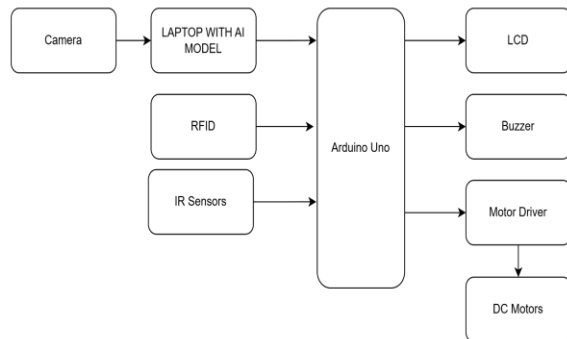 Camera
LAPTOP WITH AI
MODEL
LCD
RFID
Arduino Uno
Buzzer
IR Sensors
Motor Driver
DC Motors